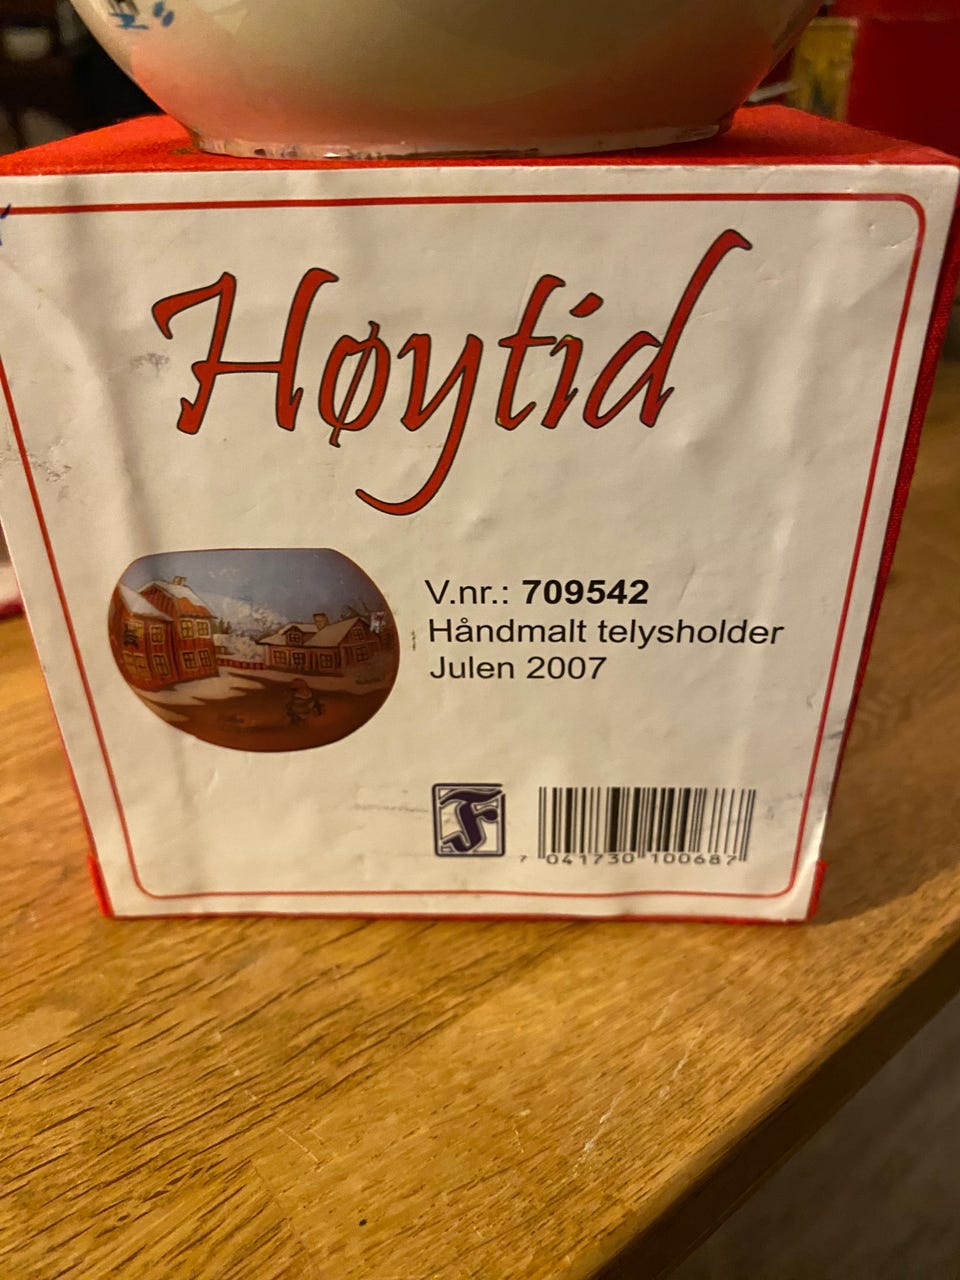 Høytid
V.nr.: 709542
Håndmalt telysholder
Julen 2007
F
7 041730 100687